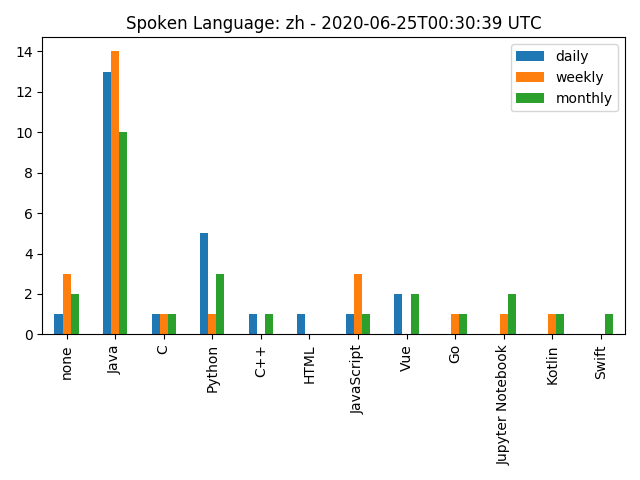 Spoken Language: zh - 2020-06-25T00:30:39 UTC
daily
weekly
monthly
14
12
10
8
6
4
2
0
none
Java
C
Python
C++
HTML
JavaScript
Vue
Go
Jupyter Notebook
Kotlin
Swift